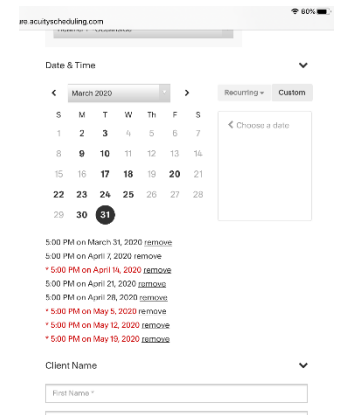 60%
acuityscheduling.com
Date & Time
March 2020
Recurring Custom
S M T W Th F S
1 2 3 4 5 6 7
8 9 10 11 12 13 14
15 16 17 18 19 20 21
22 23 24 25 26 27 28
29 30 31
Choose a date
5:00 PM on March 31, 2020 remove
5:00 PM on April 7, 2020 remove
* 5:00 PM on April 14, 2020 remove
5:00 PM on April 21, 2020 remove
5:00 PM on April 28, 2020 remove
* 5:00 PM on May 5, 2020 remove
* 5:00 PM on May 12, 2020 remove
* 5:00 PM on May 19, 2020 remove
Client Name
First Name *